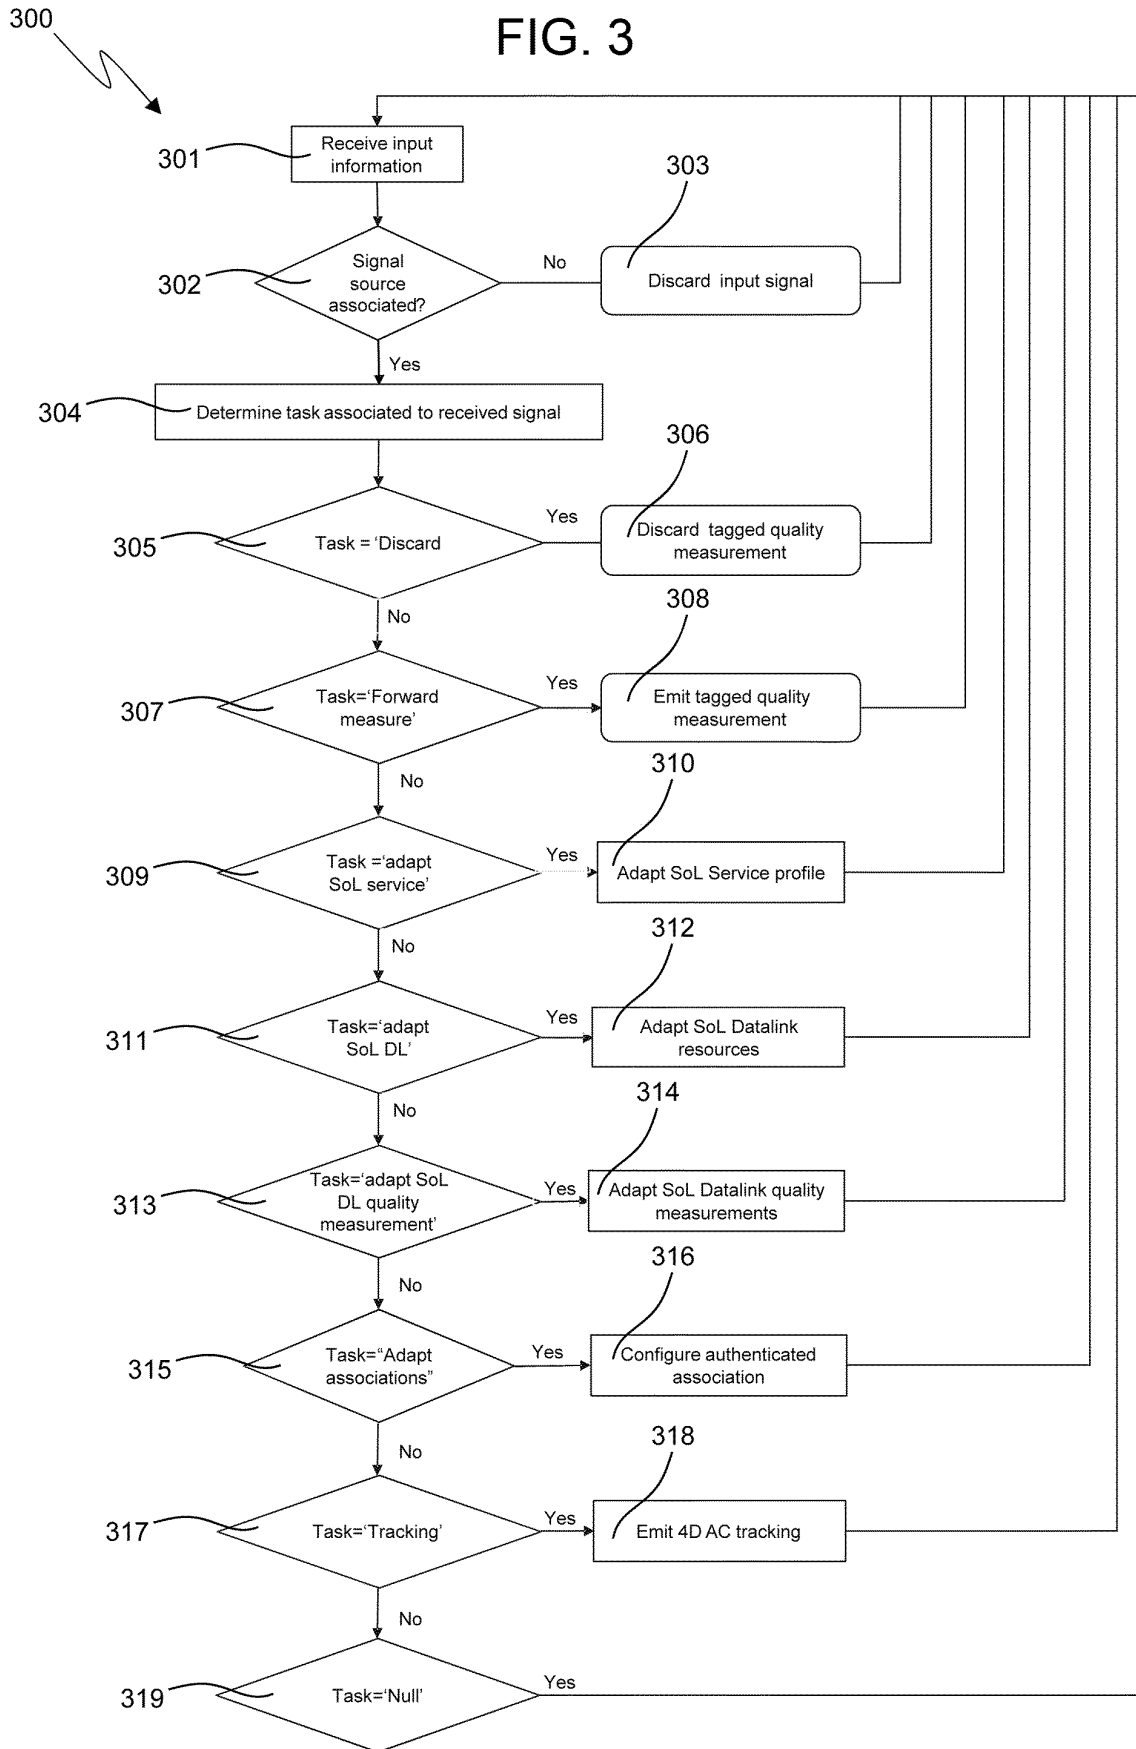 300
FIG. 3
301
Receive input
information
303
302
Signal
source
associated?
No
Discard input signal
Yes
304
Determine task associated to received signal
306
305
Task = ‘Discard
Yes
Discard tagged quality
measurement
No
308
307
Task=‘Forward
measure’
Yes
Emit tagged quality
measurement
No
310
309
Task =‘adapt
SoL service’
Yes
Adapt SoL Service profile
No
312
311
Task=‘adapt
SoL DL’
Yes
Adapt SoL Datalink
resources
No
314
313
Task=‘adapt SoL
DL quality
measurement’
Yes
Adapt SoL Datalink quality
measurements
No
316
315
Task=“Adapt
associations”
Yes
Configure authenticated
association
No
318
317
Task=‘Tracking’
Yes
Emit 4D AC tracking
No
319
Task=‘Null’
Yes